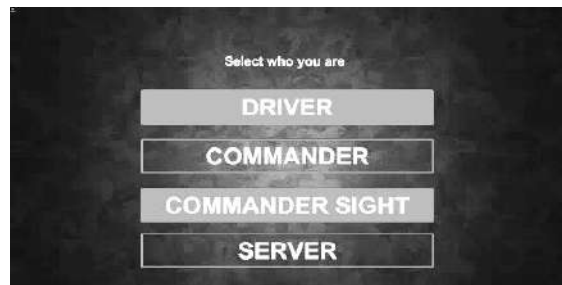 Select who you are
DRIVER
COMMANDER
COMMANDER SIGHT
SERVER